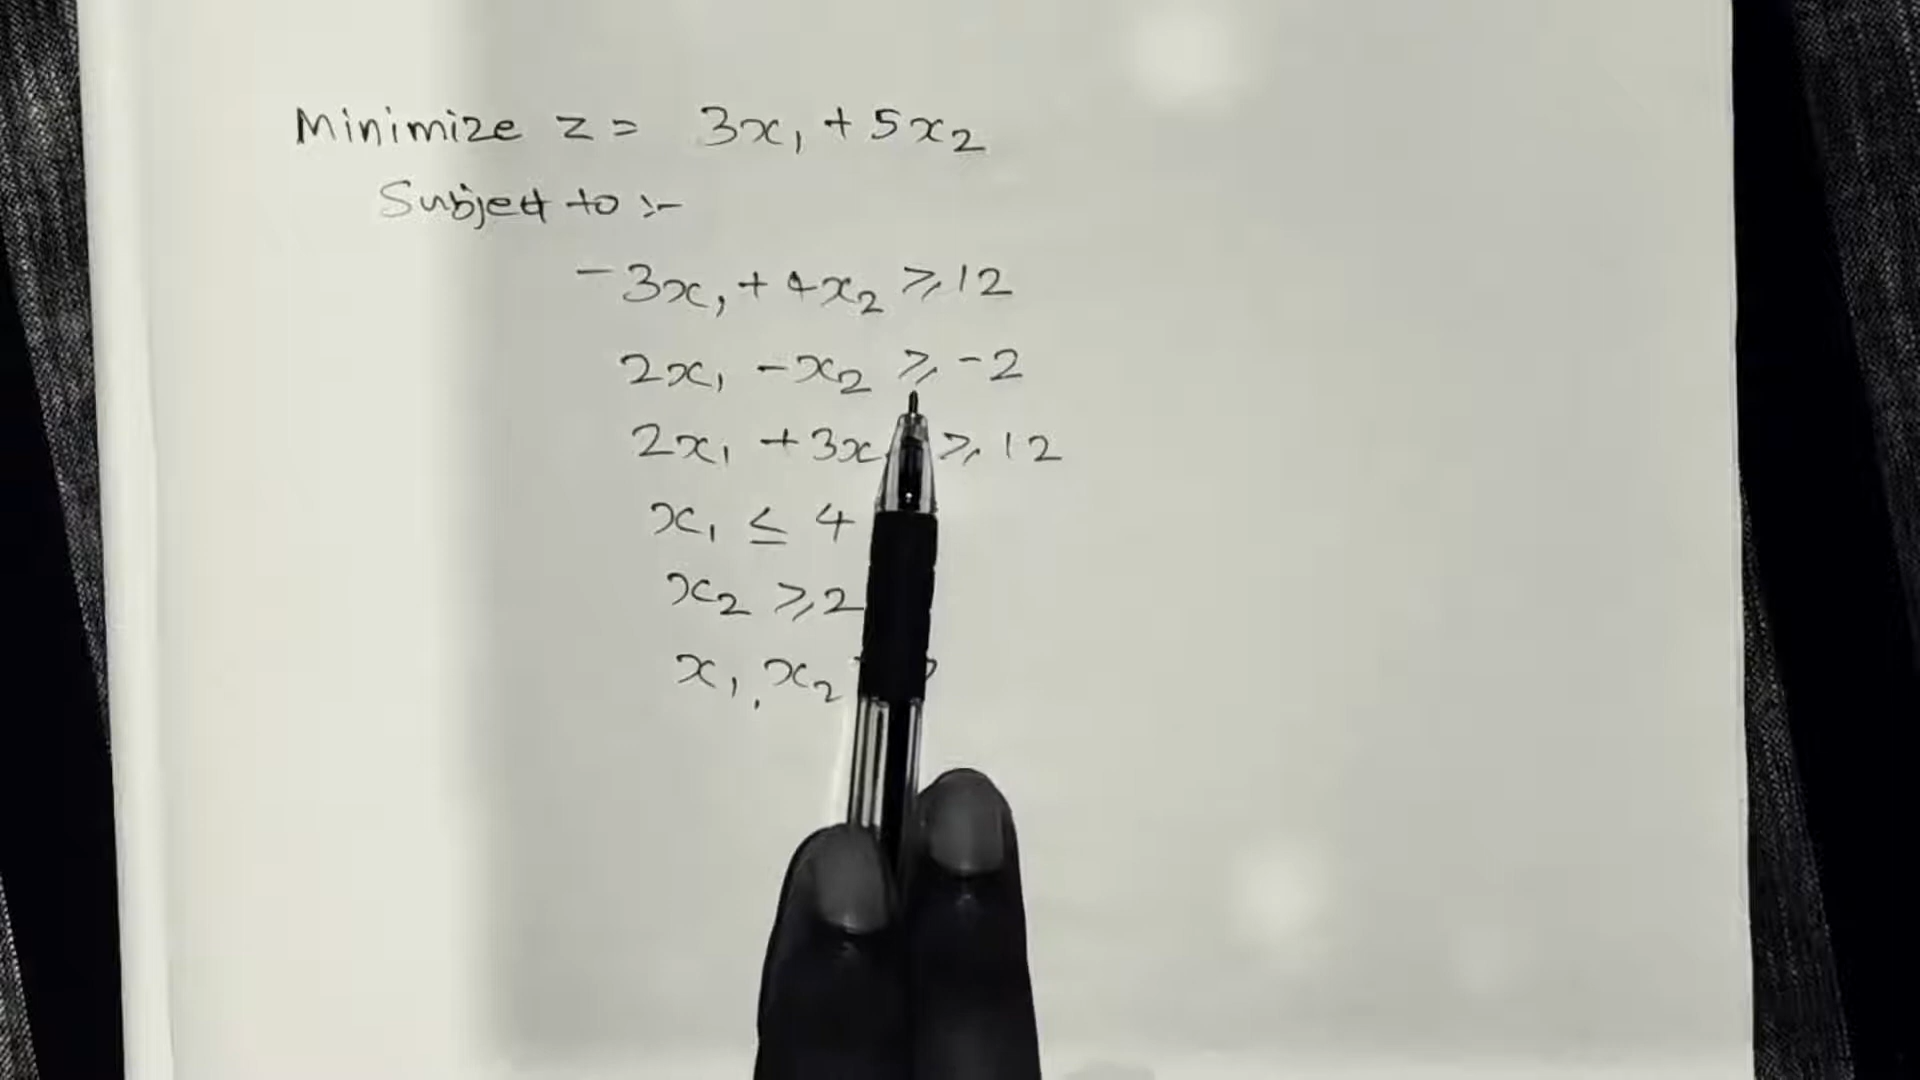 Minimize z = 3x₁ + 5x₂
Subject to :-
-3x₁ + 4x₂ ≥ 12
2x₁ - x₂ ≥ -2
2x₁ + 3x ≥ 12
x₁ ≤ 4
x₂ ≥ 2
x₁, x₂